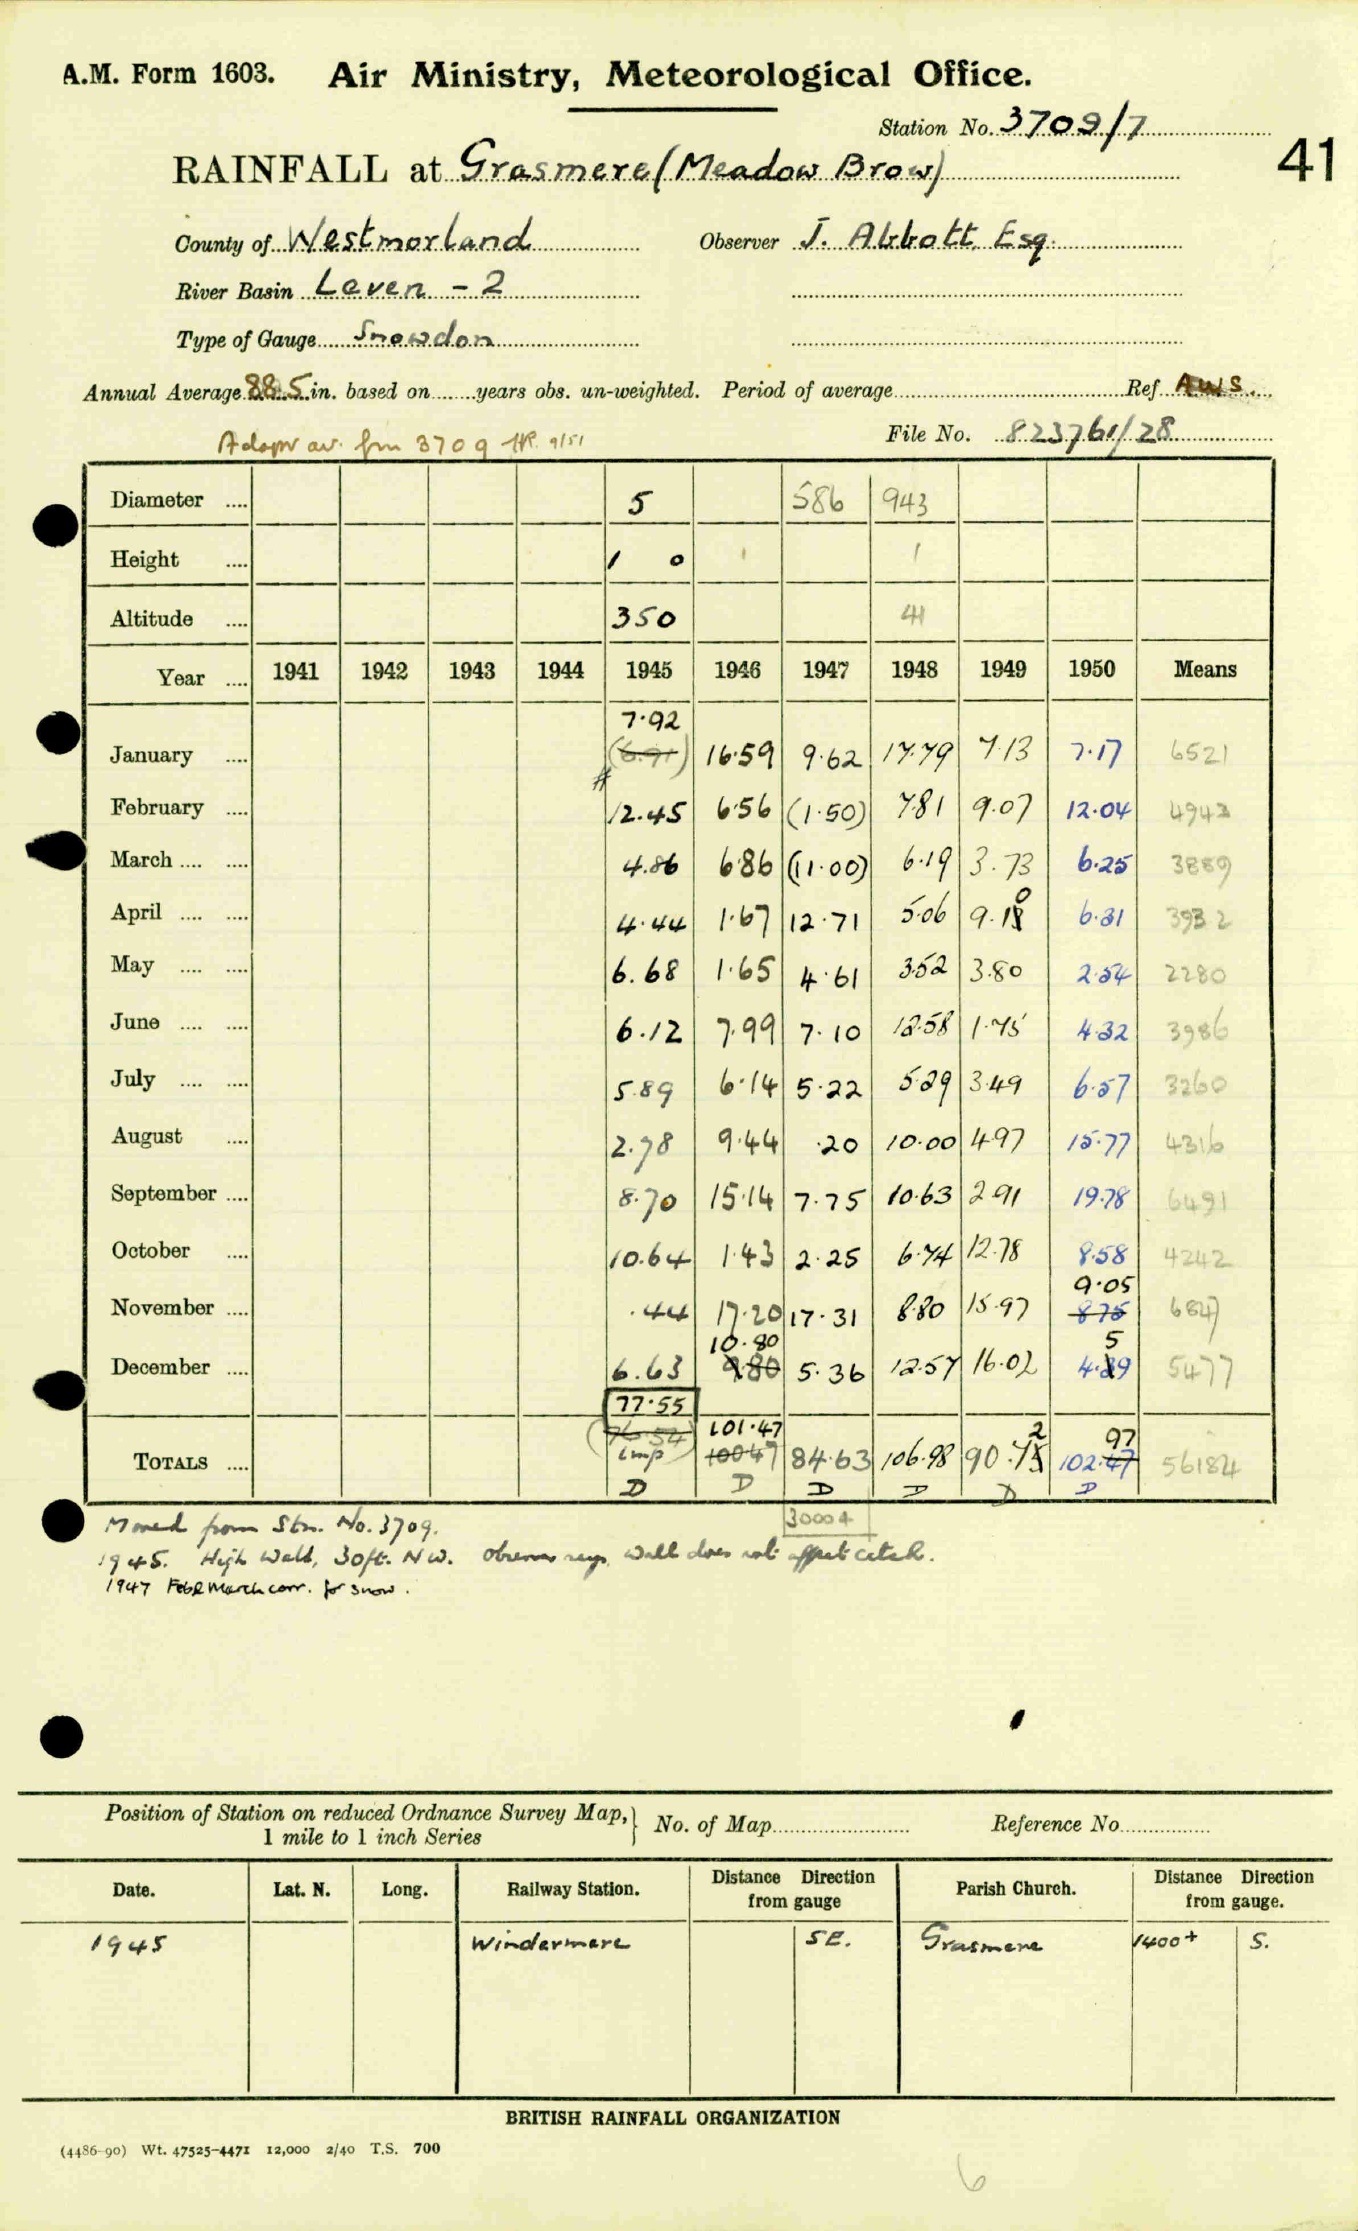 A.M. Form 1603. Air Ministry, Meteorological Office.
Station No. 3709/7
41
RAINFALL at Grasmere (Meadow Brow)
County of Westmorland Observer J. Abbott Esq.
River Basin Leven - 2
Type of Gauge Snowdon
Annual Average 88.5 in. based on ........ years obs. un-weighted. Period of average Ref. AWS.
File No. 823761/28
av. fm 3709 9/51
Diameter .... 5 586 943
Height .... 1 0 1 1
Altitude .... 350 41
Year .... 1941 1942 1943 1944 1945 1946 1947 1948 1949 1950 Means
7.92
January .... (6.91) 16.59 9.62 17.79 7.13 7.17 6521
#
February .... 12.45 6.56 (1.50) 7.81 9.07 12.04 4943
March .... .... 4.86 6.86 (11.00) 6.19 3.73 6.25 3889
0
April .... .... 4.44 1.67 12.71 5.06 9.18 6.31 3932
May .... .... 6.68 1.65 4.61 3.52 3.80 2.54 2280
June .... .... 6.12 7.99 7.10 12.58 1.75 4.32 3986
July .... .... 5.89 6.14 5.22 5.29 3.49 6.57 3260
August .... 2.78 9.44 .20 10.00 4.97 15.77 4316
September .... 8.70 15.14 7.75 10.63 2.91 19.78 6491
October .... 10.64 1.43 2.25 6.74 12.78 8.58 4242
9.05
November .... .44 17.20 17.31 8.80 15.97 8.75 6847
10.80 5
December .... 6.63 9.80 5.36 12.57 16.02 4.39 5477
77.55
101.47 2 97
(76.54)
TOTALS .... imp 100.47 84.63 106.98 90.75 102.47 56184
D D D D D D
30004
Moved from Stn. No. 3709.
1945. High Wall, 30ft. NW. Observer says wall does not affect catch.
1947 Feb & March corr. for snow.
Position of Station on reduced Ordnance Survey Map,
1 mile to 1 inch Series
No. of Map Reference No
Date. Lat. N. Long. Railway Station. Distance from gauge Direction Parish Church. Distance from gauge. Direction
1945 Windermere SE. Grasmere 1400+ S.
BRITISH RAINFALL ORGANIZATION
(4486-90) Wt. 47525-4471 12,000 2/40 T.S. 700
6